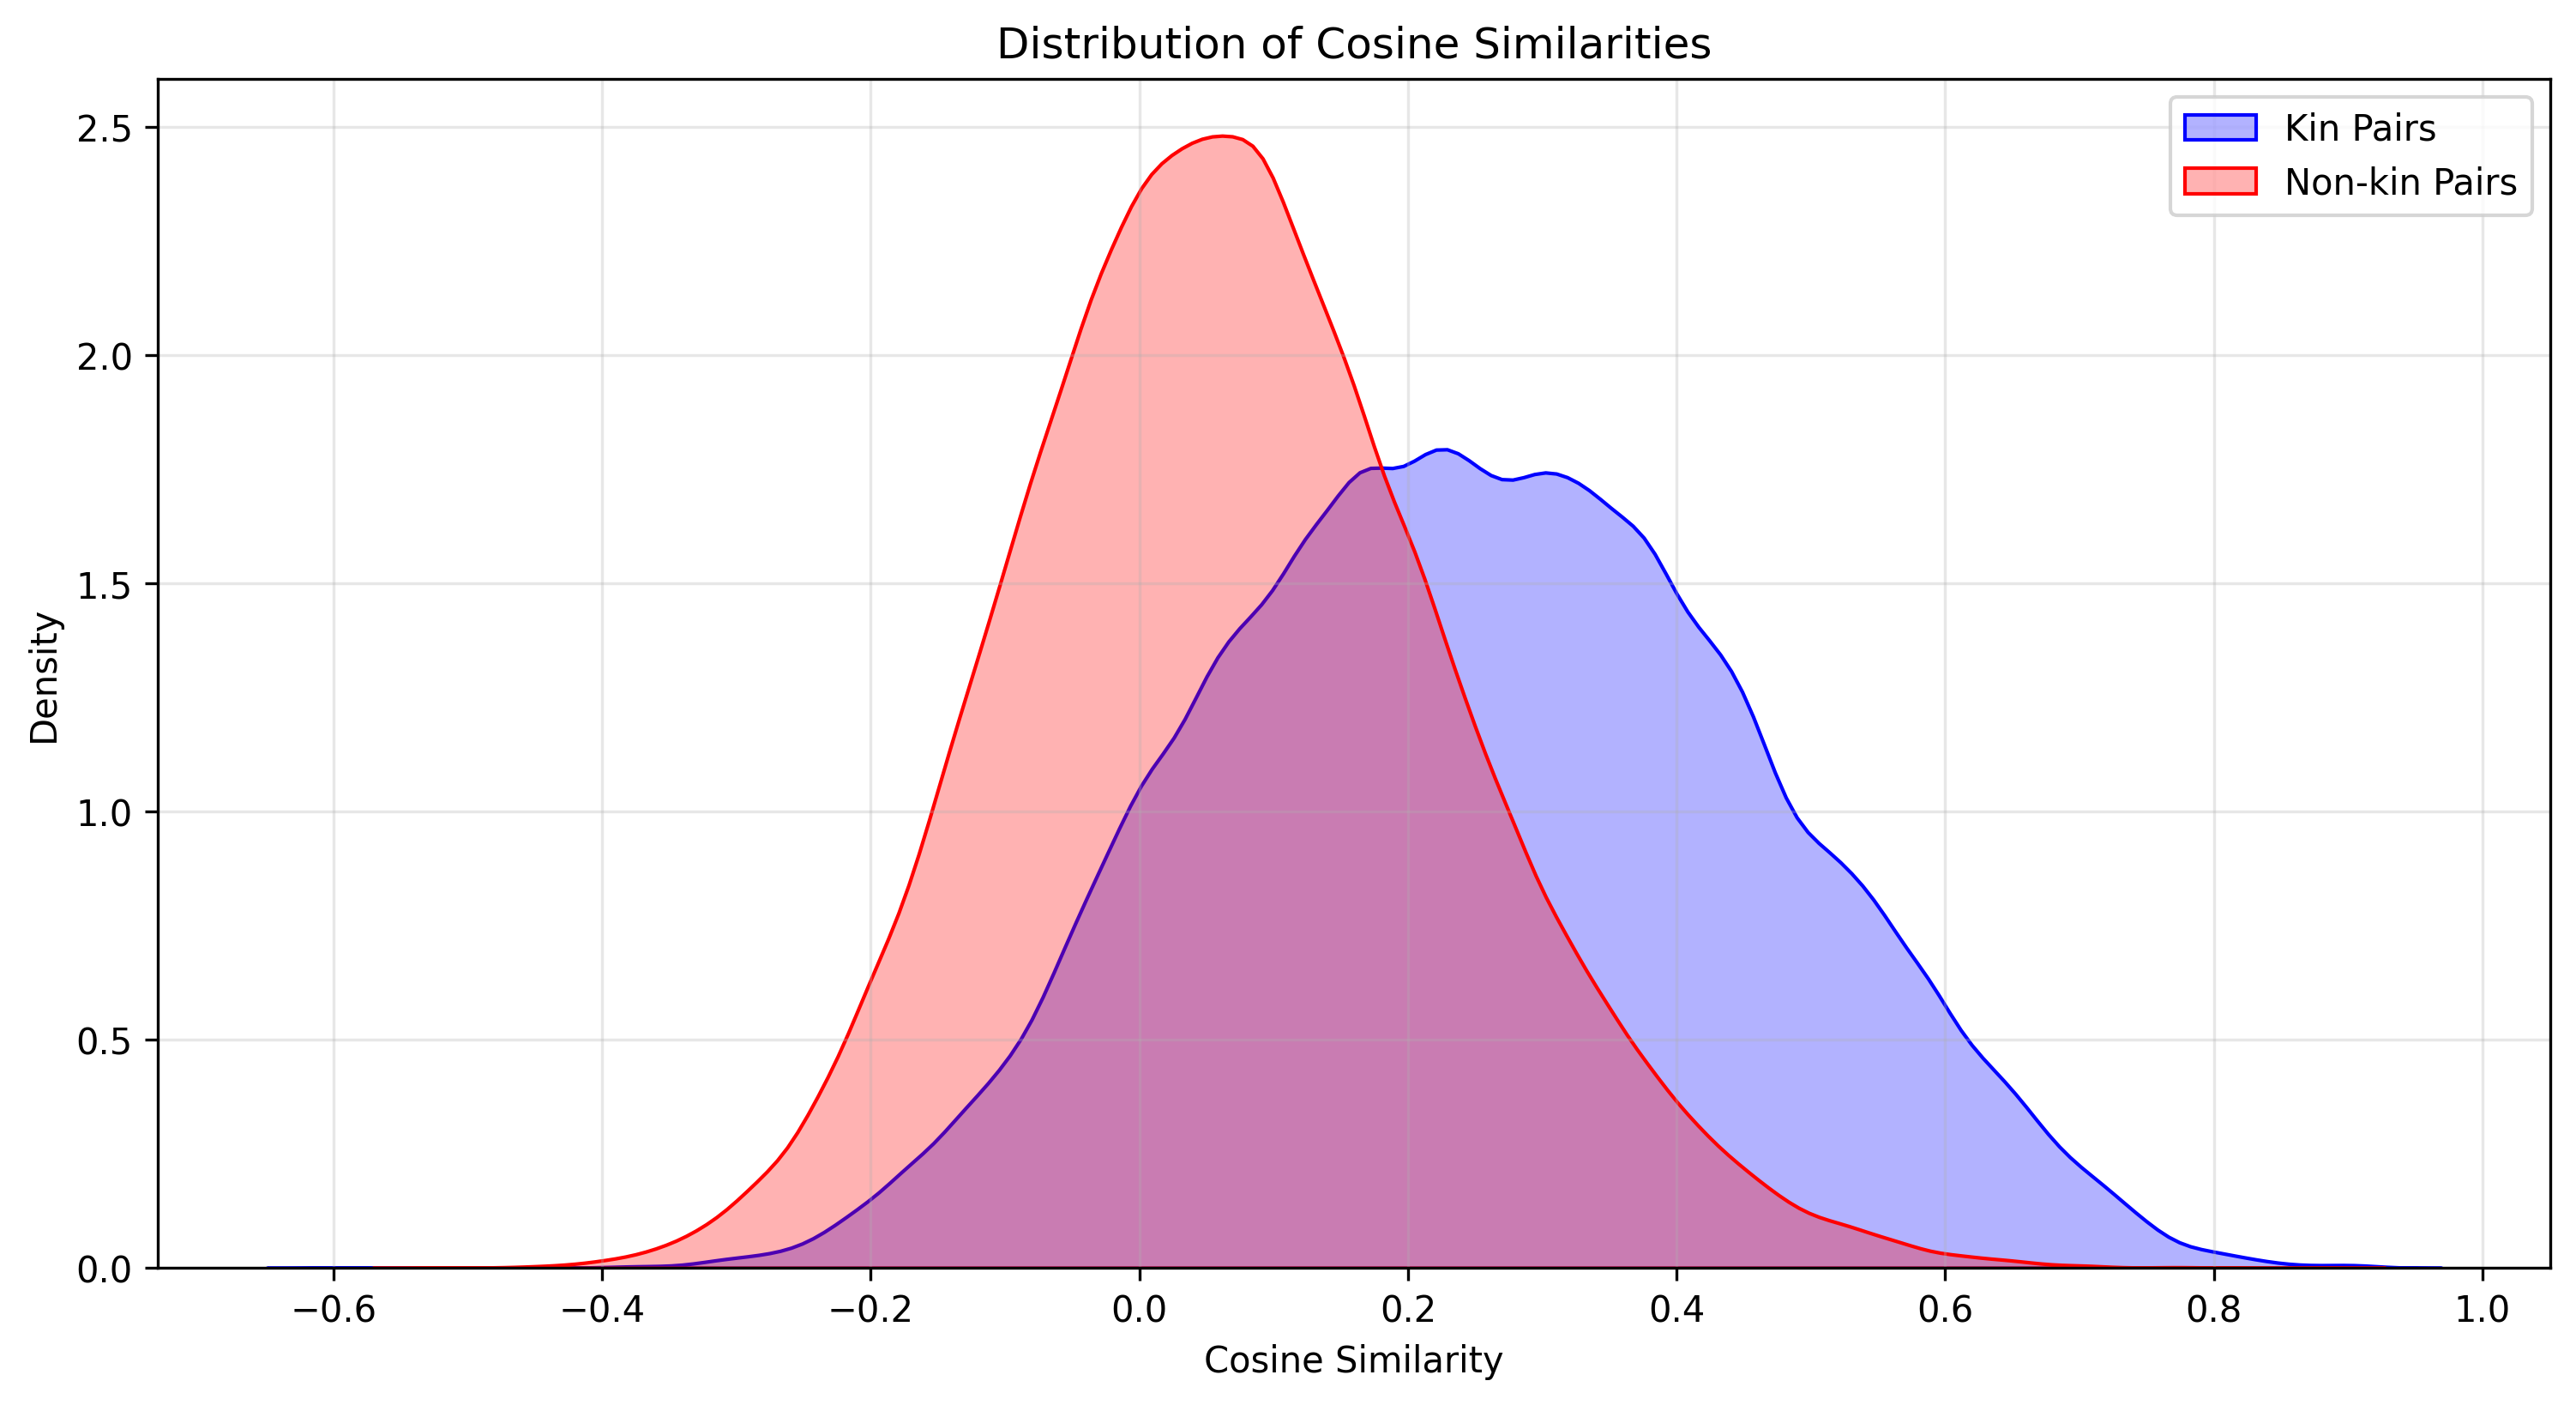 Distribution of Cosine Similarities
Kin Pairs
Non-kin Pairs
Density
2.5
2.0
1.5
1.0
0.5
0.0
−0.6 −0.4 −0.2 0.0 0.2 0.4 0.6 0.8 1.0
Cosine Similarity